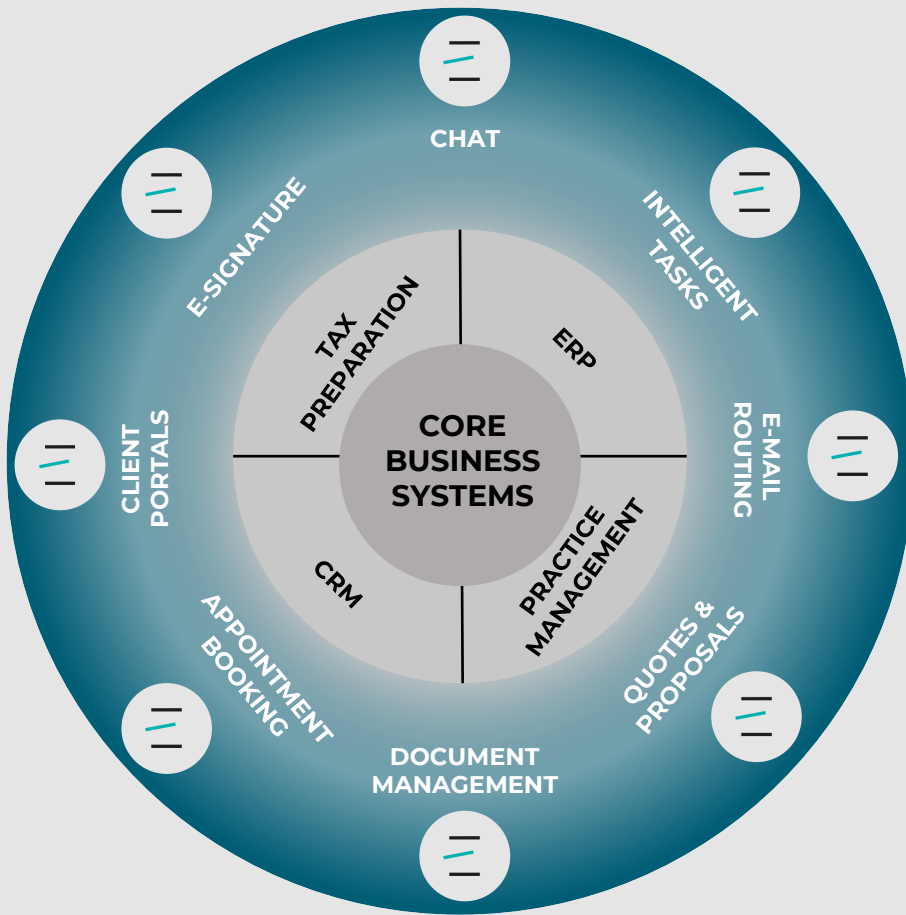 CHAT
INTELLIGENT
TASKS
E-MAIL
ROUTING
QUOTES &
PROPOSALS
DOCUMENT
MANAGEMENT
APPOINTMENT
BOOKING
CLIENT
PORTALS
E-SIGNATURE
TAX
PREPARATION
ERP
PRACTICE
MANAGEMENT
CRM
CORE
BUSINESS
SYSTEMS